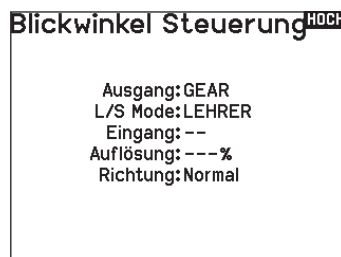 Blickwinkel Steuerung HOCH
Ausgang:GEAR
L/S Mode:LEHRER
Eingang:--
Auflösung:---%
Richtung:Normal